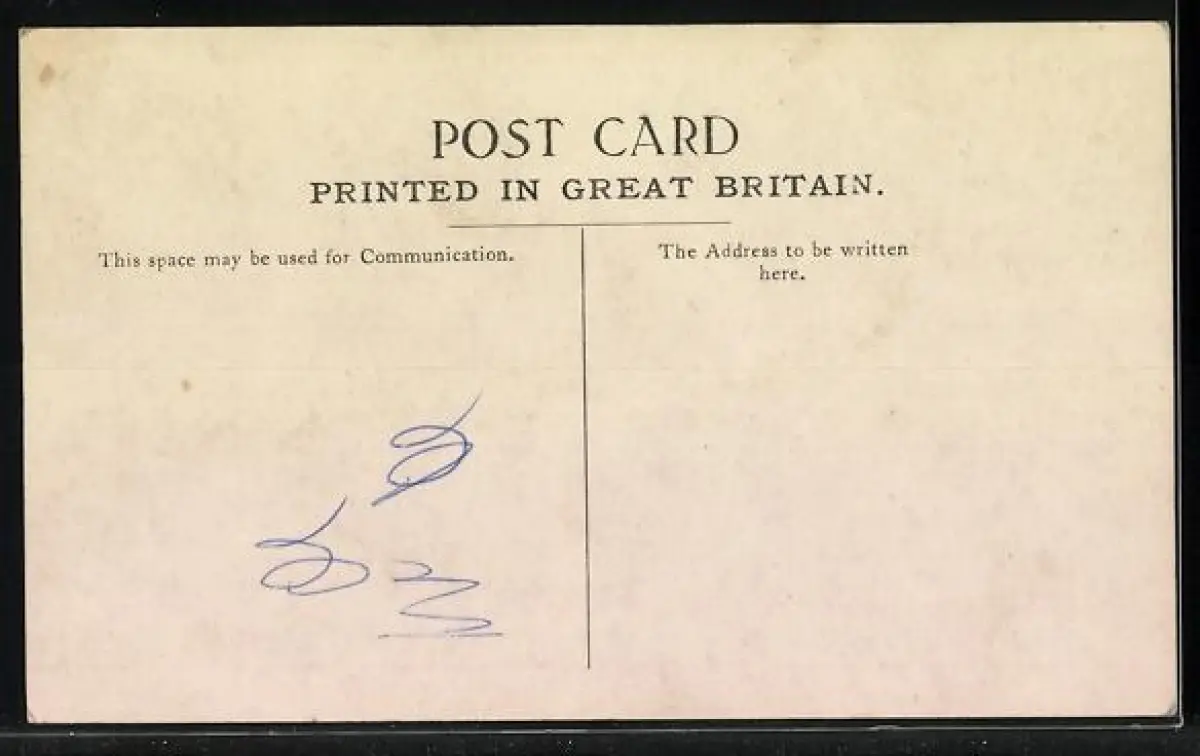 POST CARD
PRINTED IN GREAT BRITAIN.
This space may be used for Communication.
The Address to be written
here.